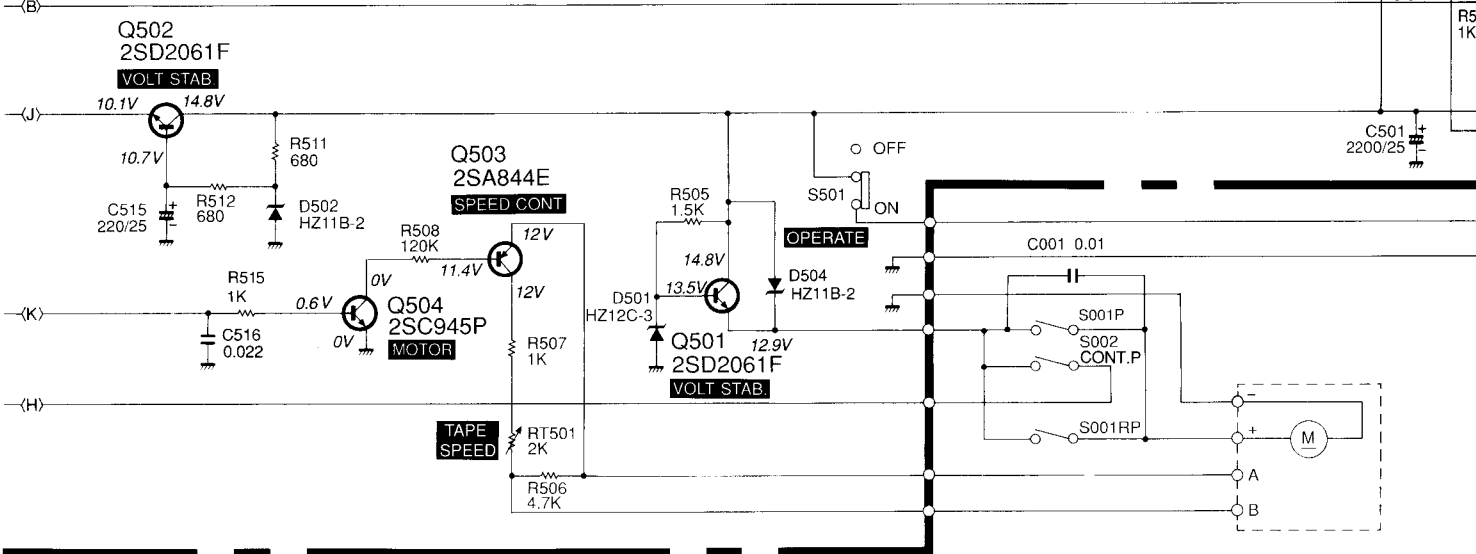 (B)
Q502
2SD2061F
VOLT STAB.
10.1V
14.8V
(J)
10.7V
R511
680
R512
680
C515
220/25
D502
HZ11B-2
Q503
2SA844E
SPEED CONT
12V
R508
120K
11.4V
12V
R515
1K
0V
0.6V
(K)
C516
0.022
0V
Q504
2SC945P
MOTOR
R507
1K
(H)
TAPE
SPEED
RT501
2K
R506
4.7K
R505
1.5K
14.8V
13.5V
D501
HZ12C-3
Q501
2SD2061F
VOLT STAB.
12.9V
D504
HZ11B-2
OFF
S501
ON
OPERATE
C001 0.01
S001P
S002
CONT.P
S001RP
-
+
M
A
B
C501
2200/25
+
-
R5
1K